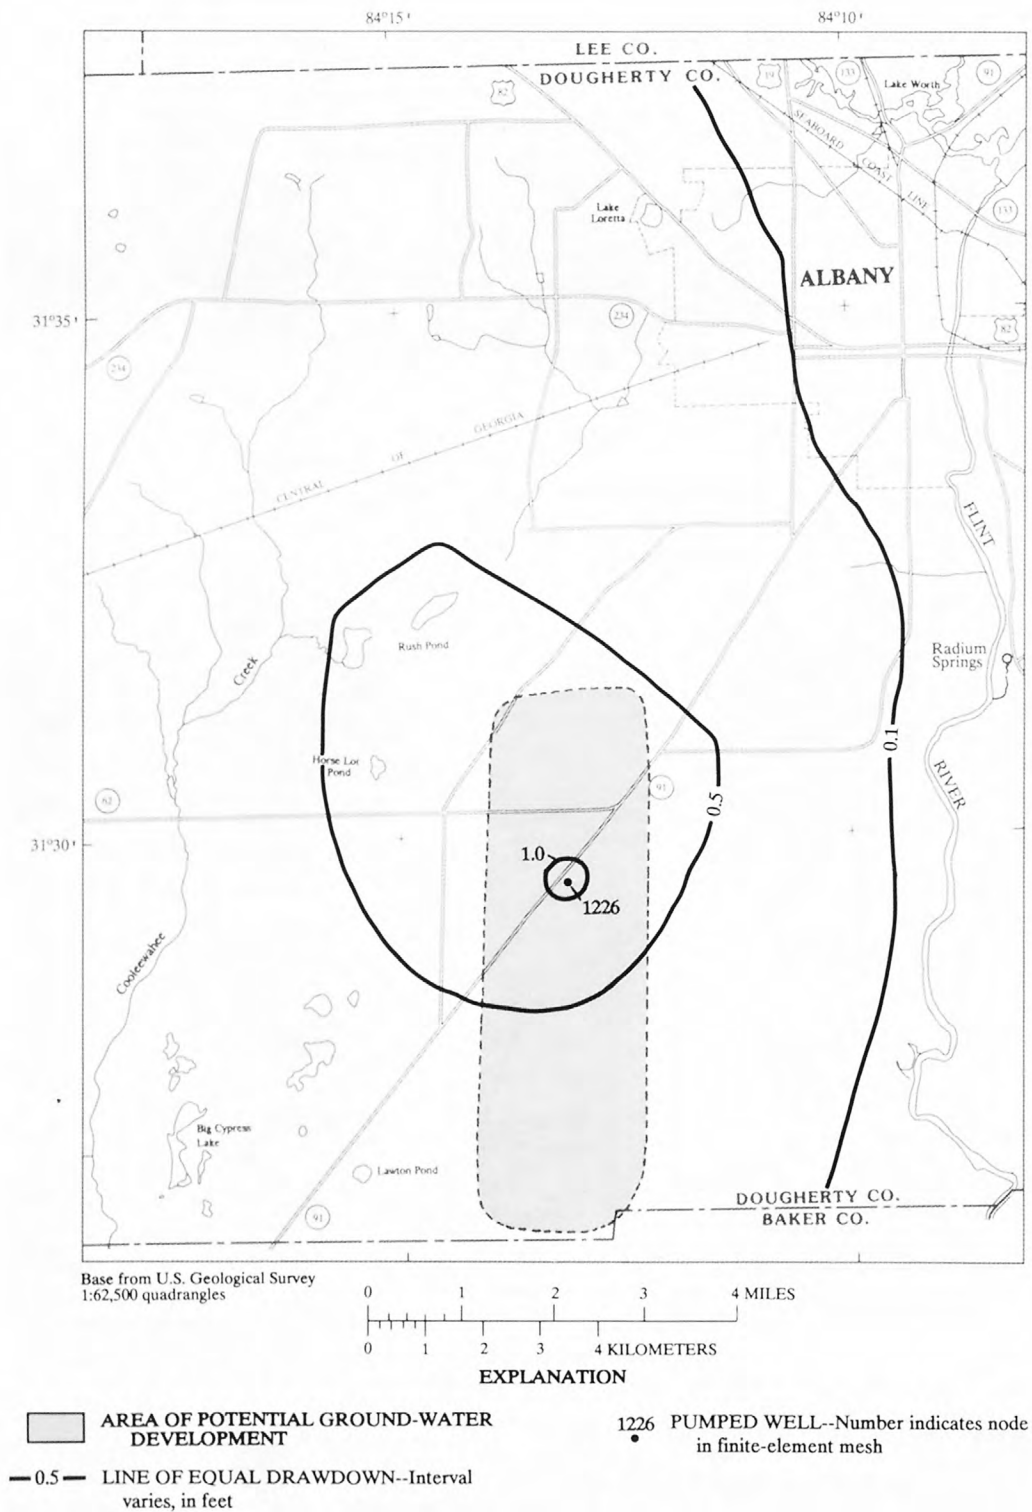 84°15' 84°10'
LEE CO.
DOUGHERTY CO.
82 19 133 91
Lake Worth
SEABOARD COAST LINE
133
Lake
Loretta
ALBANY
31°35'
234
82
234
CENTRAL OF GEORGIA
FLINT
Rush Pond
Radium
Springs
Creek
0.1
Horse Lot
Pond
RIVER
62
91
0.5
31°30'
1.0
1226
Cooleewahee
Big Cypress
Lake
Lawton Pond
91
DOUGHERTY CO.
BAKER CO.
Base from U.S. Geological Survey
1:62,500 quadrangles
0 1 2 3 4 MILES
0 1 2 3 4 KILOMETERS
EXPLANATION
AREA OF POTENTIAL GROUND-WATER
DEVELOPMENT
1226 PUMPED WELL--Number indicates node
in finite-element mesh
0.5 LINE OF EQUAL DRAWDOWN--Interval
varies, in feet